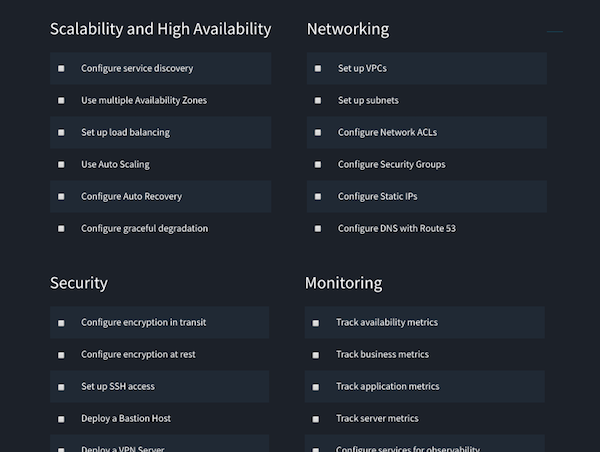 Scalability and High Availability
Configure service discovery
Use multiple Availability Zones
Set up load balancing
Use Auto Scaling
Configure Auto Recovery
Configure graceful degradation
Networking
Set up VPCs
Set up subnets
Configure Network ACLs
Configure Security Groups
Configure Static IPs
Configure DNS with Route 53
Security
Configure encryption in transit
Configure encryption at rest
Set up SSH access
Deploy a Bastion Host
Deploy a VPN Server
Monitoring
Track availability metrics
Track business metrics
Track application metrics
Track server metrics
Configure services for observability